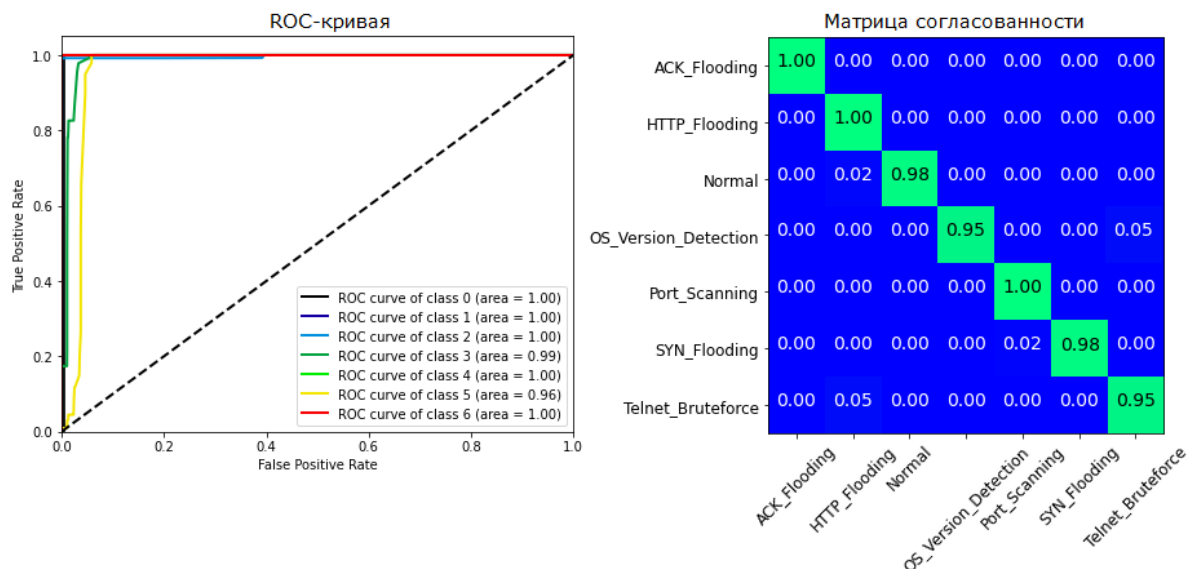 ROC-кривая
True Positive Rate
1.0
0.8
0.6
0.4
0.2
0.0
ROC curve of class 0 (area = 1.00)
ROC curve of class 1 (area = 1.00)
ROC curve of class 2 (area = 1.00)
ROC curve of class 3 (area = 0.99)
ROC curve of class 4 (area = 1.00)
ROC curve of class 5 (area = 0.96)
ROC curve of class 6 (area = 1.00)
0.0 0.2 0.4 0.6 0.8 1.0
False Positive Rate
Матрица согласованности
ACK_Flooding 1.00 0.00 0.00 0.00 0.00 0.00 0.00
HTTP_Flooding 0.00 1.00 0.00 0.00 0.00 0.00 0.00
Normal 0.00 0.02 0.98 0.00 0.00 0.00 0.00
OS_Version_Detection 0.00 0.00 0.00 0.95 0.00 0.00 0.05
Port_Scanning 0.00 0.00 0.00 0.00 1.00 0.00 0.00
SYN_Flooding 0.00 0.00 0.00 0.00 0.02 0.98 0.00
Telnet_Bruteforce 0.00 0.05 0.00 0.00 0.00 0.00 0.95
ACK_Flooding
HTTP_Flooding
Normal
OS_Version_Detection
Port_Scanning
SYN_Flooding
Telnet_Bruteforce